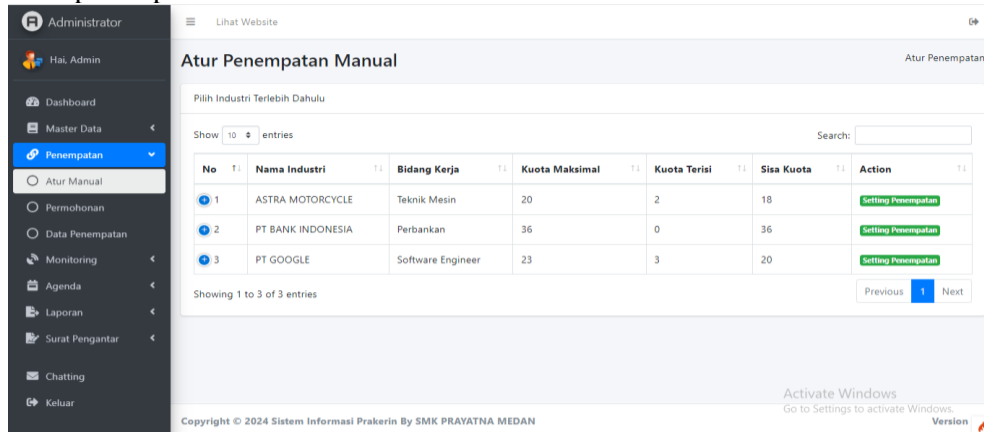 Administrator
Lihat Website
Hai, Admin
Atur Penempatan Manual
Atur Penempatan
Dashboard
Master Data
Penempatan
Atur Manual
Permohonan
Data Penempatan
Monitoring
Agenda
Laporan
Surat Pengantar
Chatting
Keluar
Pilih Industri Terlebih Dahulu
Show 10 entries
Search:
No Nama Industri Bidang Kerja Kuota Maksimal Kuota Terisi Sisa Kuota Action
1 ASTRA MOTORCYCLE Teknik Mesin 20 2 18 Setting Penempatan
2 PT BANK INDONESIA Perbankan 36 0 36 Setting Penempatan
3 PT GOOGLE Software Engineer 23 3 20 Setting Penempatan
Showing 1 to 3 of 3 entries
Previous 1 Next
Activate Windows
Go to Settings to activate Windows.
Copyright © 2024 Sistem Informasi Prakerin By SMK PRAYATNA MEDAN
Version